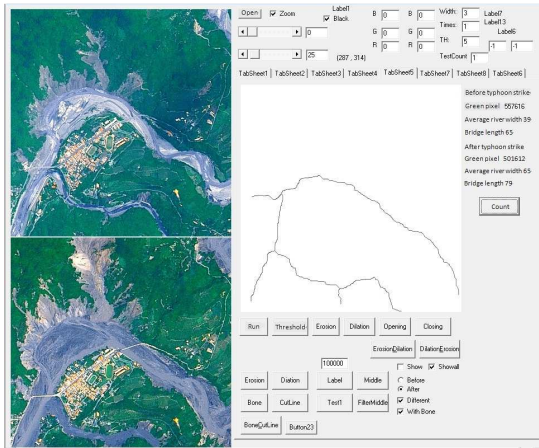 Open Zoom Label1 Black B 0 B 0 Width: 3 Label7
G 0 G 0 Times: 1 Label13
R 0 R 0 TH: 5 Label6
0
-1 -1
25 (287 , 314) TestCount 1
TabSheet1 TabSheet2 TabSheet3 TabSheet4 TabSheet5 TabSheet7 TabSheet8 TabSheet6
Before typhoon strike
Green pixel 557616
Average river width 39
Bridge length 65
After typhoon strike
Green pixel 501612
Average river width 65
Bridge length 79
Count
Run Threshold Erosion Dilation Opening Closing
ErosionDilation DilationErosion
100000 Show Showall
Erosion Diation Label Middle Before
After
Different
Bone CutLine Test1 FilterMiddle With Bone
BoneCutLine Button23